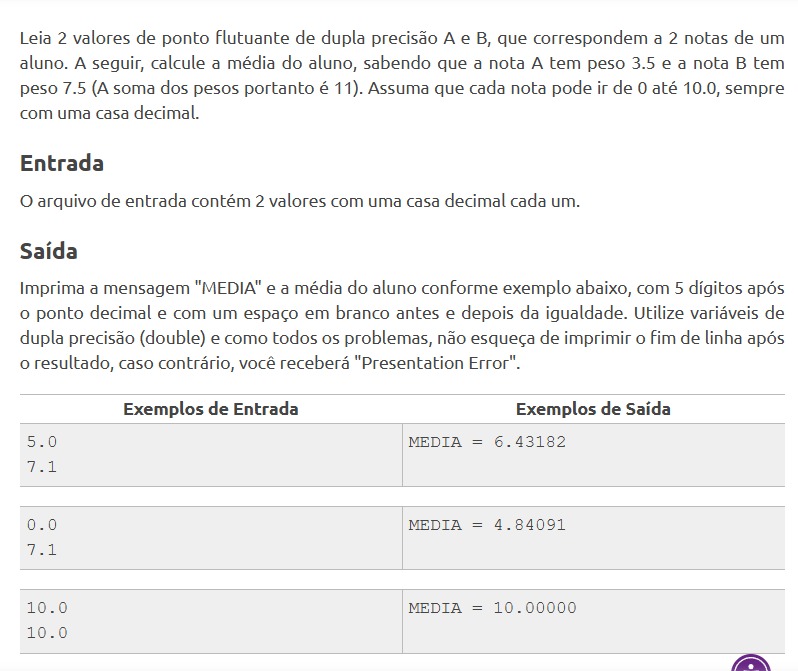 Leia 2 valores de ponto flutuante de dupla precisão A e B, que correspondem a 2 notas de um
aluno. A seguir, calcule a média do aluno, sabendo que a nota A tem peso 3.5 e a nota B tem
peso 7.5 (A soma dos pesos portanto é 11). Assuma que cada nota pode ir de 0 até 10.0, sempre
com uma casa decimal.
Entrada
O arquivo de entrada contém 2 valores com uma casa decimal cada um.
Saída
Imprima a mensagem "MEDIA" e a média do aluno conforme exemplo abaixo, com 5 dígitos após
o ponto decimal e com um espaço em branco antes e depois da igualdade. Utilize variáveis de
dupla precisão (double) e como todos os problemas, não esqueça de imprimir o fim de linha após
o resultado, caso contrário, você receberá "Presentation Error".
Exemplos de Entrada Exemplos de Saída
5.0 MEDIA = 6.43182
7.1
0.0 MEDIA = 4.84091
7.1
10.0 MEDIA = 10.00000
10.0